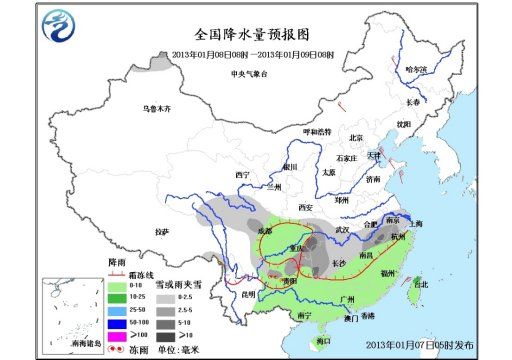 全国降水量预报图
2013年01月08日08时 —2013年01月09日08时
中央气象台
哈尔滨
长春
乌鲁木齐
沈阳
呼和浩特
北京
天津
银川
石家庄
太原
西宁
济南
兰州
郑州
西安
南京
合肥
上海
拉萨
成都
武汉
杭州
重庆
南昌
长沙
贵阳
福州
昆明
台北
广州
南宁
澳门
香港
海口
南海诸岛
降雨
霜冻线
雪或雨夹雪
0-10
0-2.5
10-25
2.5-5
25-50
5-10
50-100
>10
>100
冻雨
单位:毫米
2013年01月07日05时发布